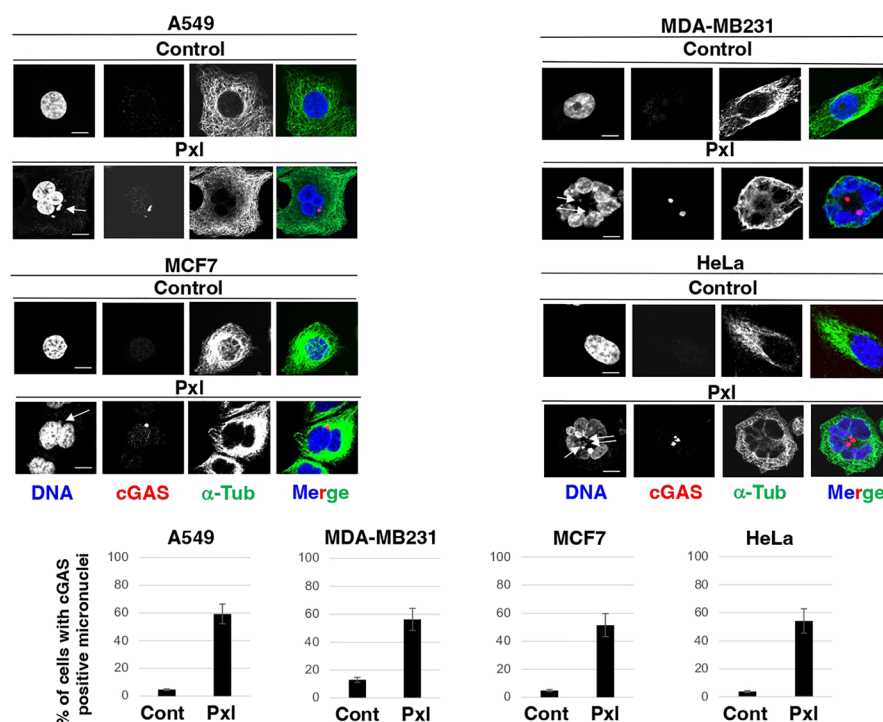 A549
Control
Pxl
MDA-MB231
Control
Pxl
MCF7
Control
Pxl
HeLa
Control
Pxl
DNA cGAS α-Tub Merge
DNA cGAS α-Tub Merge
% of cells with cGAS
positive micronuclei
A549
100
80
60
40
20
0
Cont Pxl
MDA-MB231
100
80
60
40
20
0
Cont Pxl
MCF7
100
80
60
40
20
0
Cont Pxl
HeLa
100
80
60
40
20
0
Cont Pxl